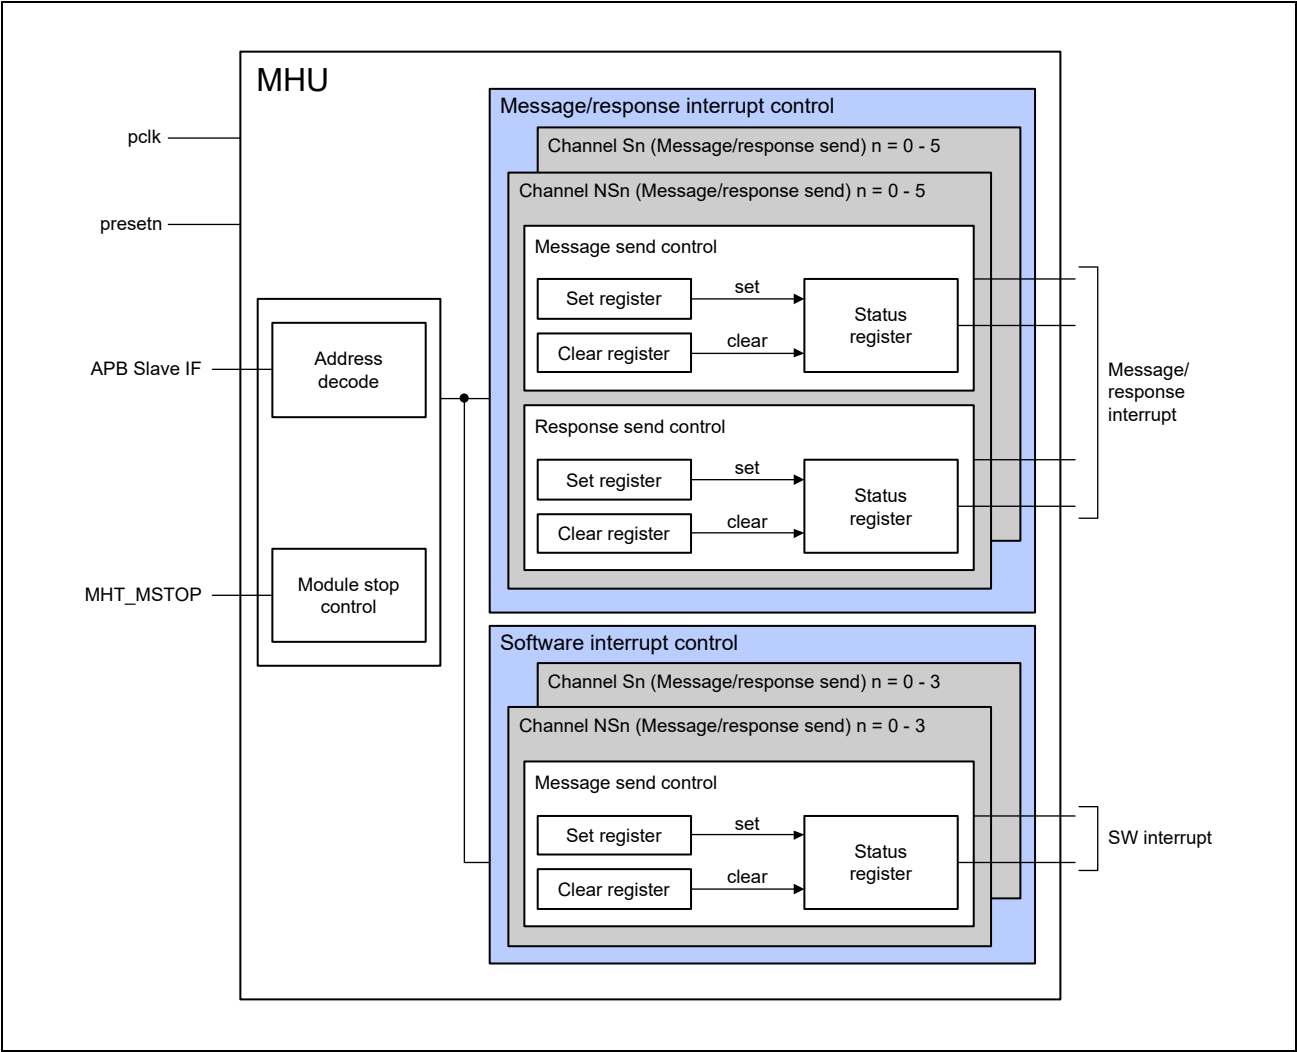 MHU
pclk
presetn
APB Slave IF
MHT_MSTOP
Address
decode
Module stop
control
Message/response interrupt control
Channel Sn (Message/response send) n = 0 - 5
Channel NSn (Message/response send) n = 0 - 5
Message send control
Set register
set
Clear register
clear
Status
register
Response send control
Set register
set
Clear register
clear
Status
register
Message/
response
interrupt
Software interrupt control
Channel Sn (Message/response send) n = 0 - 3
Channel NSn (Message/response send) n = 0 - 3
Message send control
Set register
set
Clear register
clear
Status
register
SW interrupt